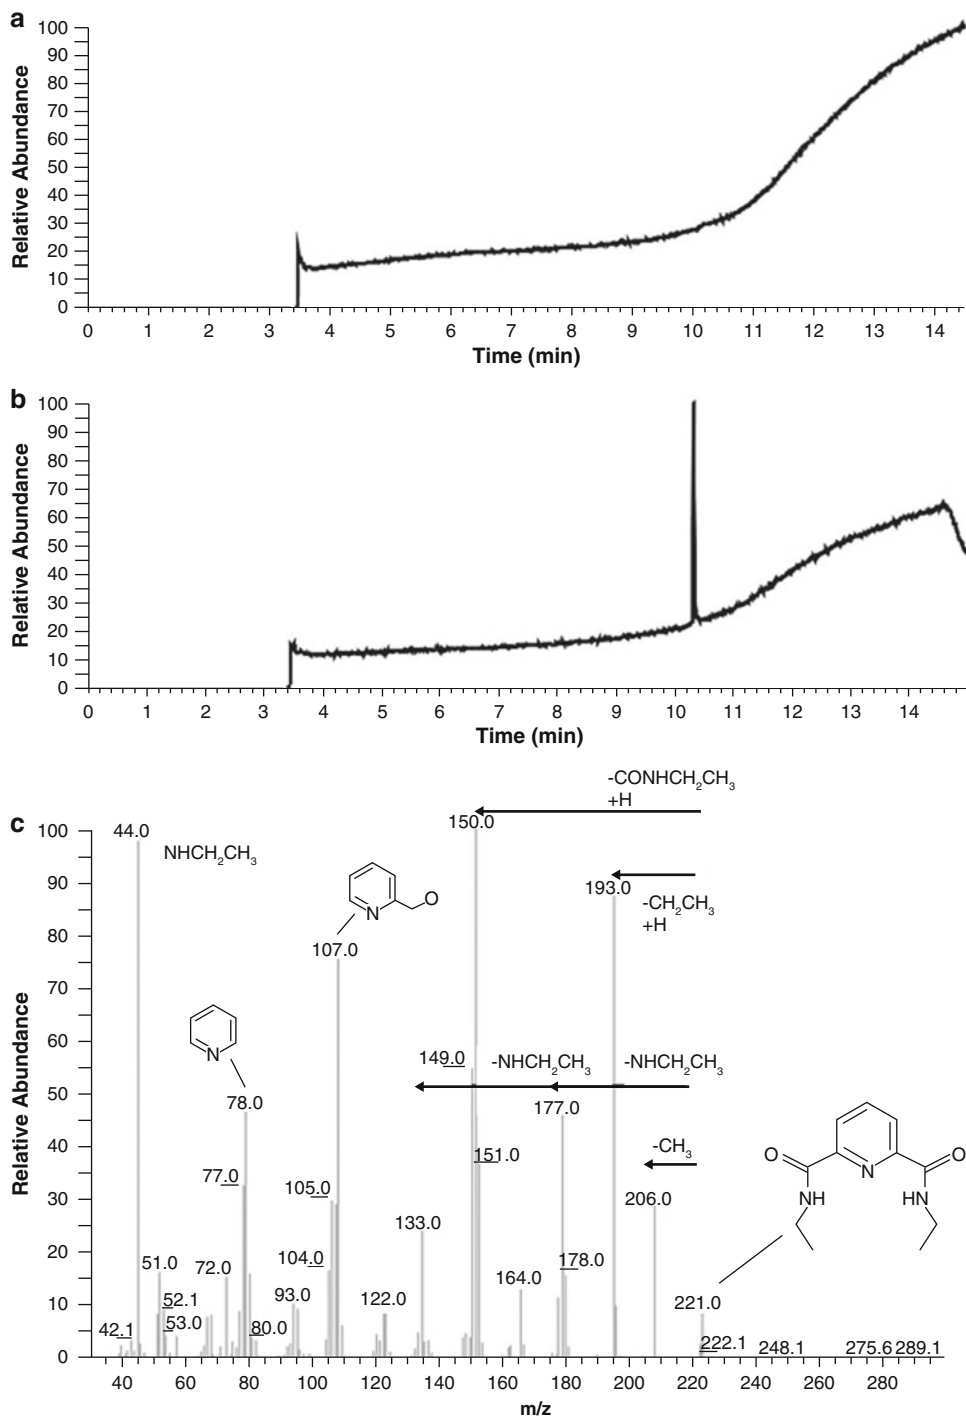 a
Relative Abundance
100
90
80
70
60
50
40
30
20
10
0
0 1 2 3 4 5 6 7 8 9 10 11 12 13 14
Time (min)
b
Relative Abundance
100
90
80
70
60
50
40
30
20
10
0
0 1 2 3 4 5 6 7 8 9 10 11 12 13 14
Time (min)
c
Relative Abundance
100
90
80
70
60
50
40
30
20
10
0
-CONHCH₂CH₃
+H
44.0
150.0
NHCH₂CH₃
193.0
-CH₂CH₃
+H
O
N
107.0
N
149.0
-NHCH₂CH₃
-NHCH₂CH₃
78.0
177.0
-CH₃
151.0
O
N
O
NH
NH
77.0
105.0
206.0
133.0
51.0
72.0
104.0
178.0
164.0
52.1
93.0
122.0
221.0
42.1
53.0
80.0
222.1
248.1
275.6
289.1
40 60 80 100 120 140 160 180 200 220 240 260 280
m/z